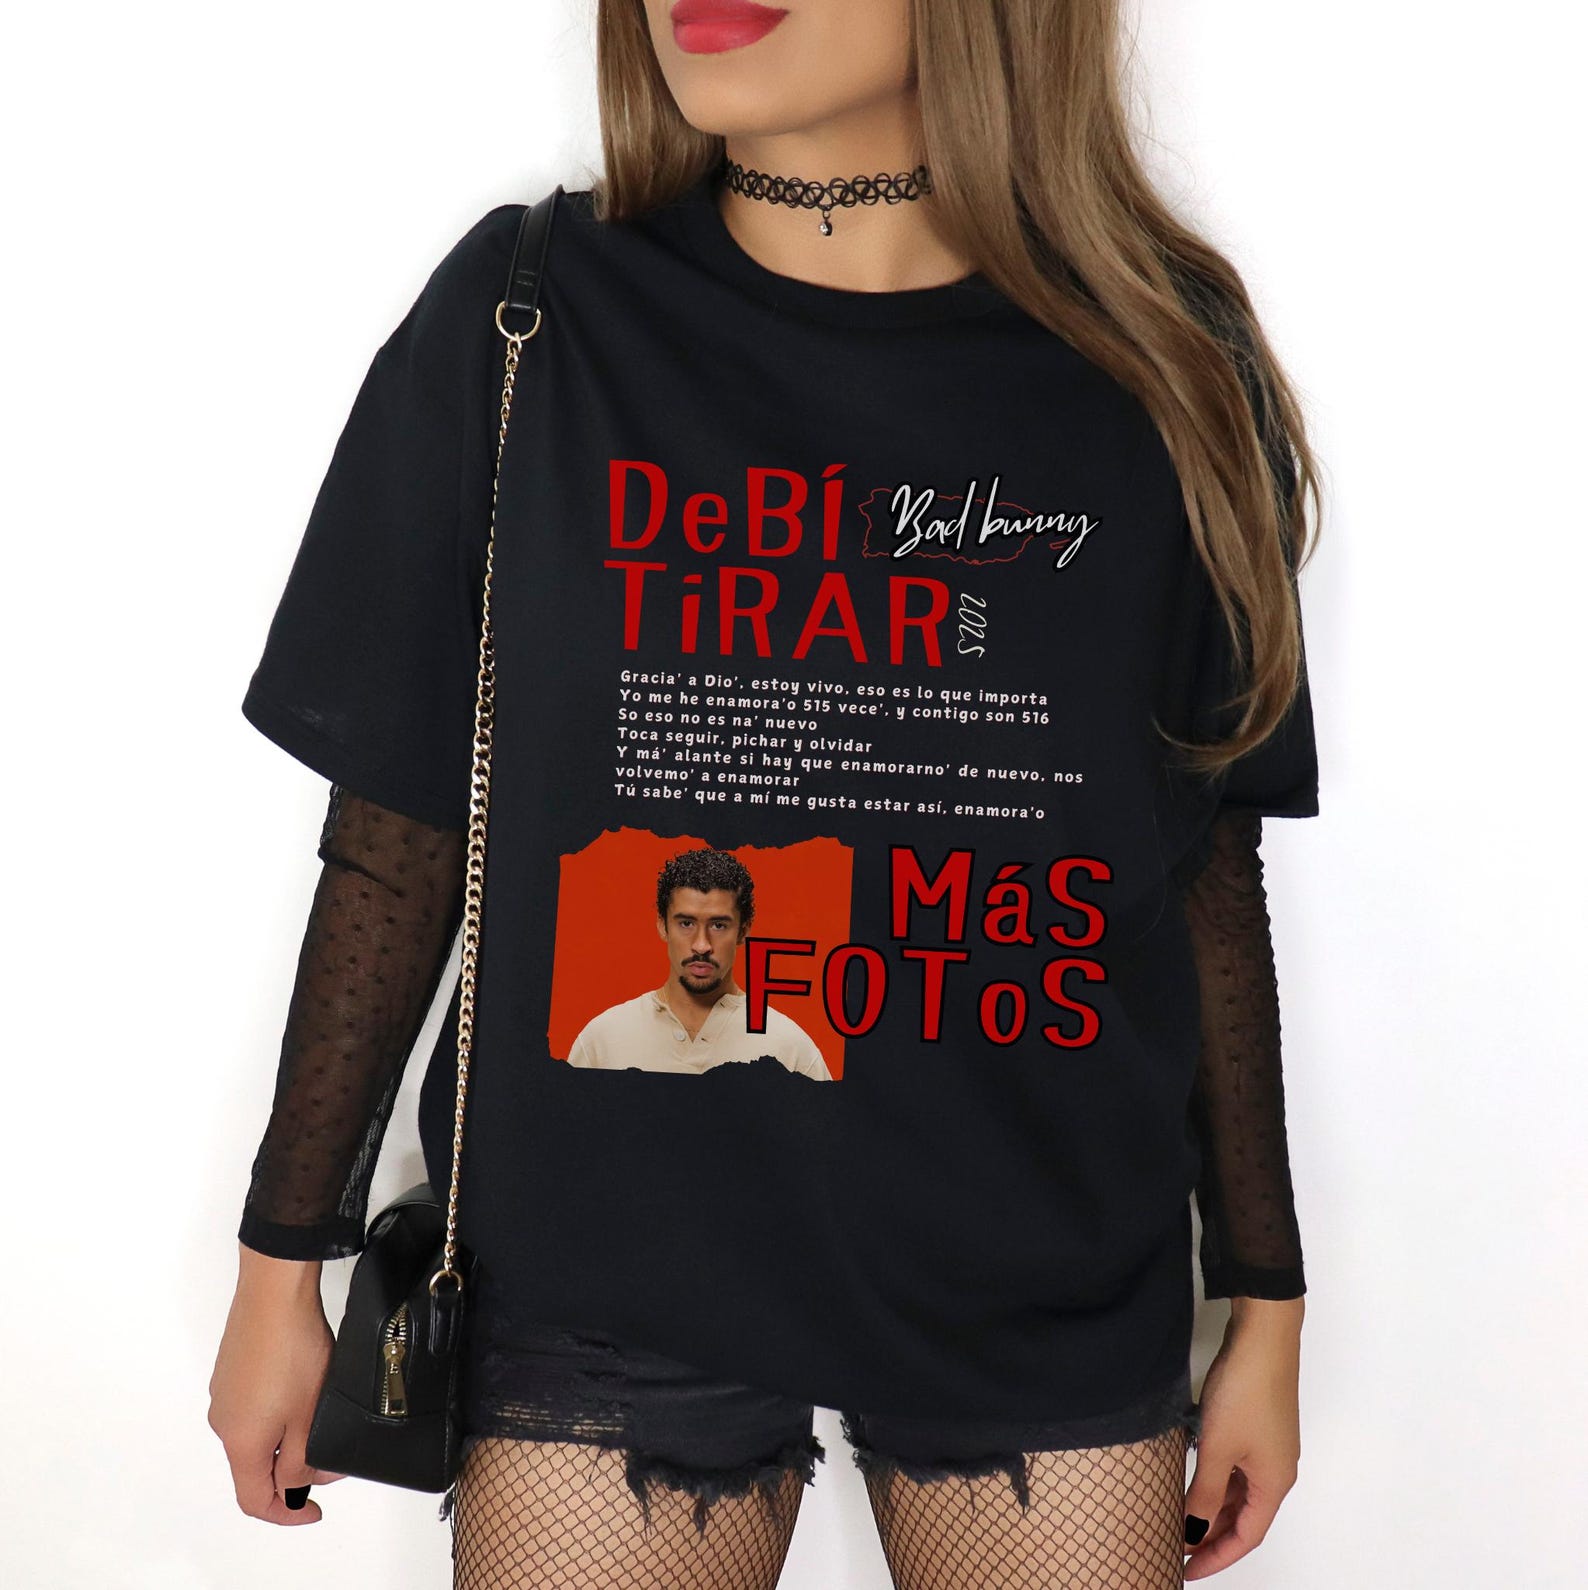 DeBÍ
Bad bunny
TiRAR
2025
Gracia' a Dio', estoy vivo, eso es lo que importa
Yo me he enamora'o 515 vece', y contigo son 516
So eso no es na' nuevo
Toca seguir, pichar y olvidar
Y má' alante si hay que enamorarno' de nuevo, nos
volvemo' a enamorar
Tú sabe' que a mí me gusta estar así, enamora'o
MáS
FOToS